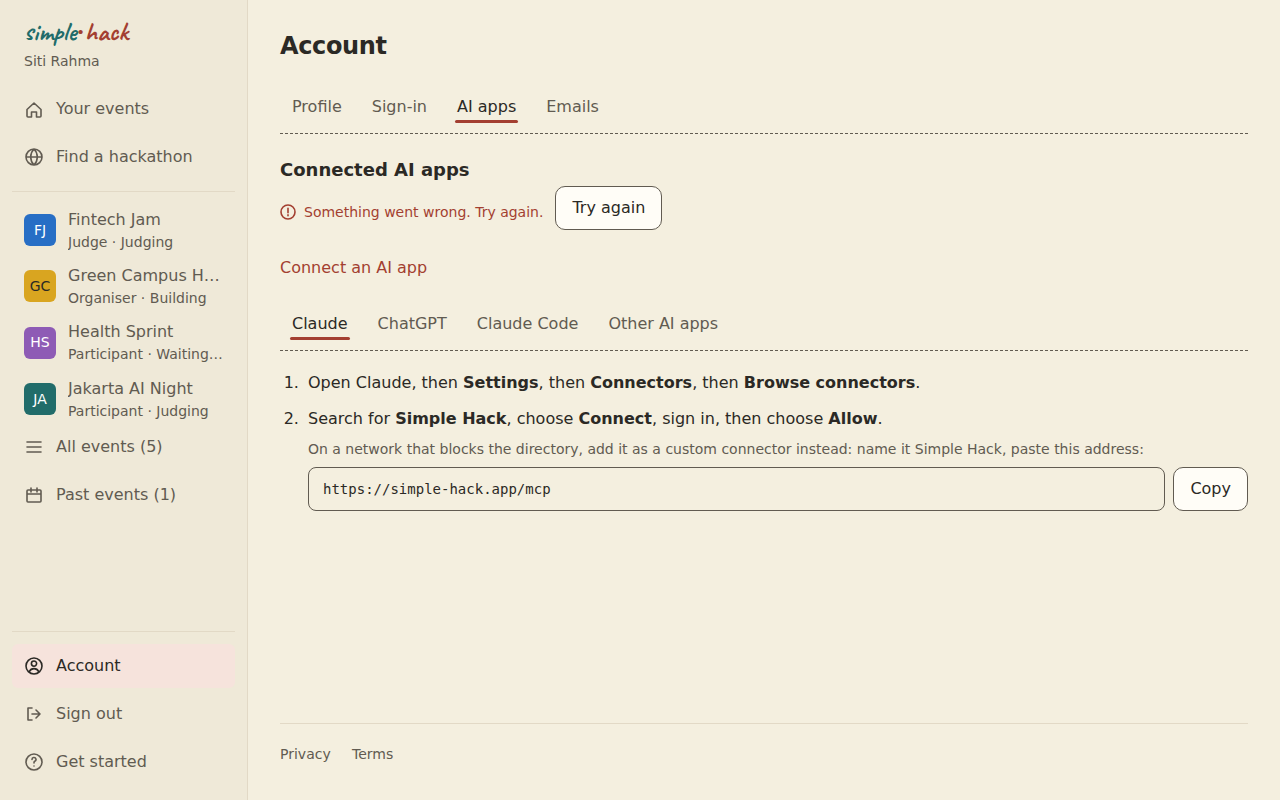 simple•hack
Siti Rahma
Your events
Find a hackathon
FJ
Fintech Jam
Judge · Judging
GC
Green Campus H…
Organiser · Building
HS
Health Sprint
Participant · Waiting…
JA
Jakarta AI Night
Participant · Judging
All events (5)
Past events (1)
Account
Sign out
Get started
Account
Profile Sign-in AI apps Emails
Connected AI apps
Something went wrong. Try again. Try again
Connect an AI app
Claude ChatGPT Claude Code Other AI apps
1. Open Claude, then Settings, then Connectors, then Browse connectors.
2. Search for Simple Hack, choose Connect, sign in, then choose Allow.
On a network that blocks the directory, add it as a custom connector instead: name it Simple Hack, paste this address:
https://simple-hack.app/mcp Copy
Privacy Terms